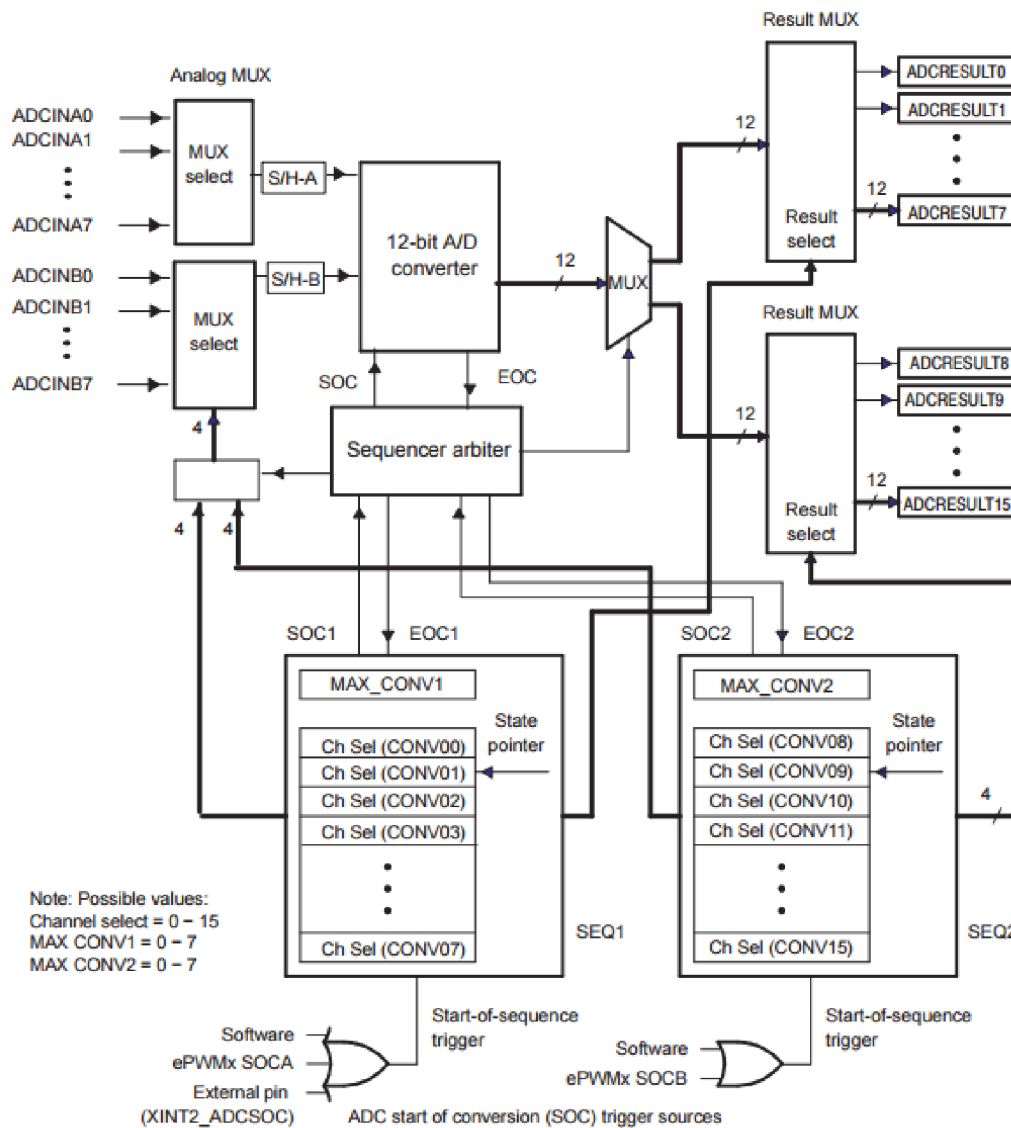 Result MUX
Analog MUX
ADCINA0
ADCINA1
ADCINA7
MUX
select
S/H-A
12-bit A/D
converter
ADCINB0
ADCINB1
ADCINB7
MUX
select
S/H-B
12
MUX
12
Result
select
12
ADCRESULT0
ADCRESULT1
ADCRESULT7
Result MUX
12
Result
select
12
ADCRESULT8
ADCRESULT9
ADCRESULT15
SOC
EOC
4
Sequencer arbiter
4
4
SOC1
EOC1
SOC2
EOC2
MAX_CONV1
State
pointer
Ch Sel (CONV00)
Ch Sel (CONV01)
Ch Sel (CONV02)
Ch Sel (CONV03)
Ch Sel (CONV07)
SEQ1
MAX_CONV2
State
pointer
Ch Sel (CONV08)
Ch Sel (CONV09)
Ch Sel (CONV10)
Ch Sel (CONV11)
Ch Sel (CONV15)
4
SEQ2
Note: Possible values:
Channel select = 0 – 15
MAX CONV1 = 0 – 7
MAX CONV2 = 0 – 7
Software
ePWMx SOCA
External pin
(XINT2_ADCSOC)
Start-of-sequence
trigger
Software
ePWMx SOCB
Start-of-sequence
trigger
ADC start of conversion (SOC) trigger sources